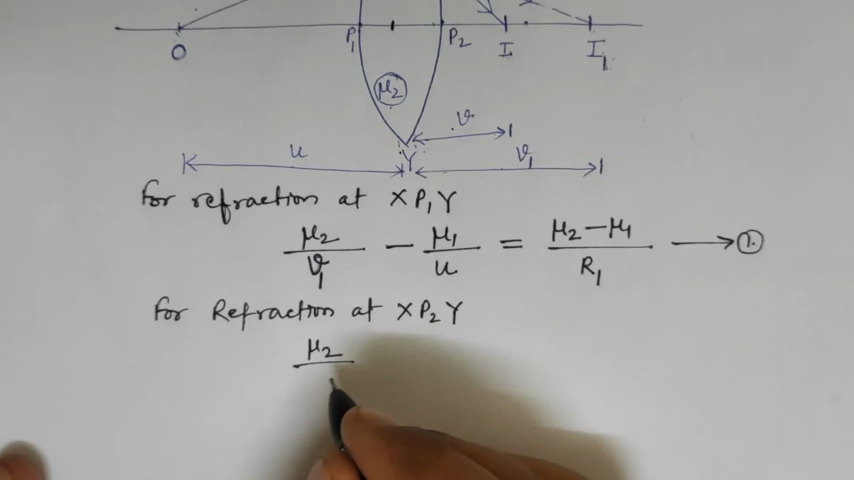 O P₁ P₂ I I₁
μ₂
v
u Y v₁
For refraction at XP₁Y
μ₂/v₁ − μ₁/u = μ₂−μ₁/R₁ ⟶ ①
For Refraction at XP₂Y
μ₂